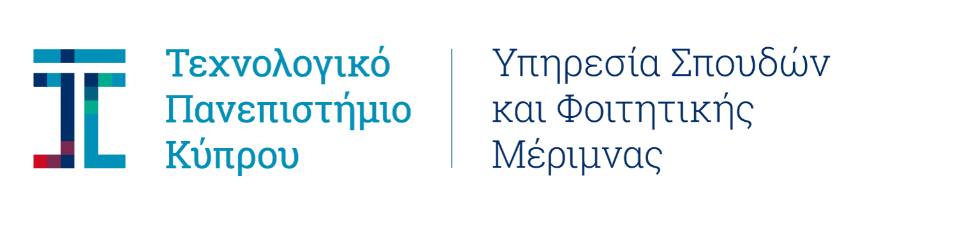 Τεχνολογικό
Πανεπιστήμιο
Κύπρου
Υπηρεσία Σπουδών
και Φοιτητικής
Μέριμνας